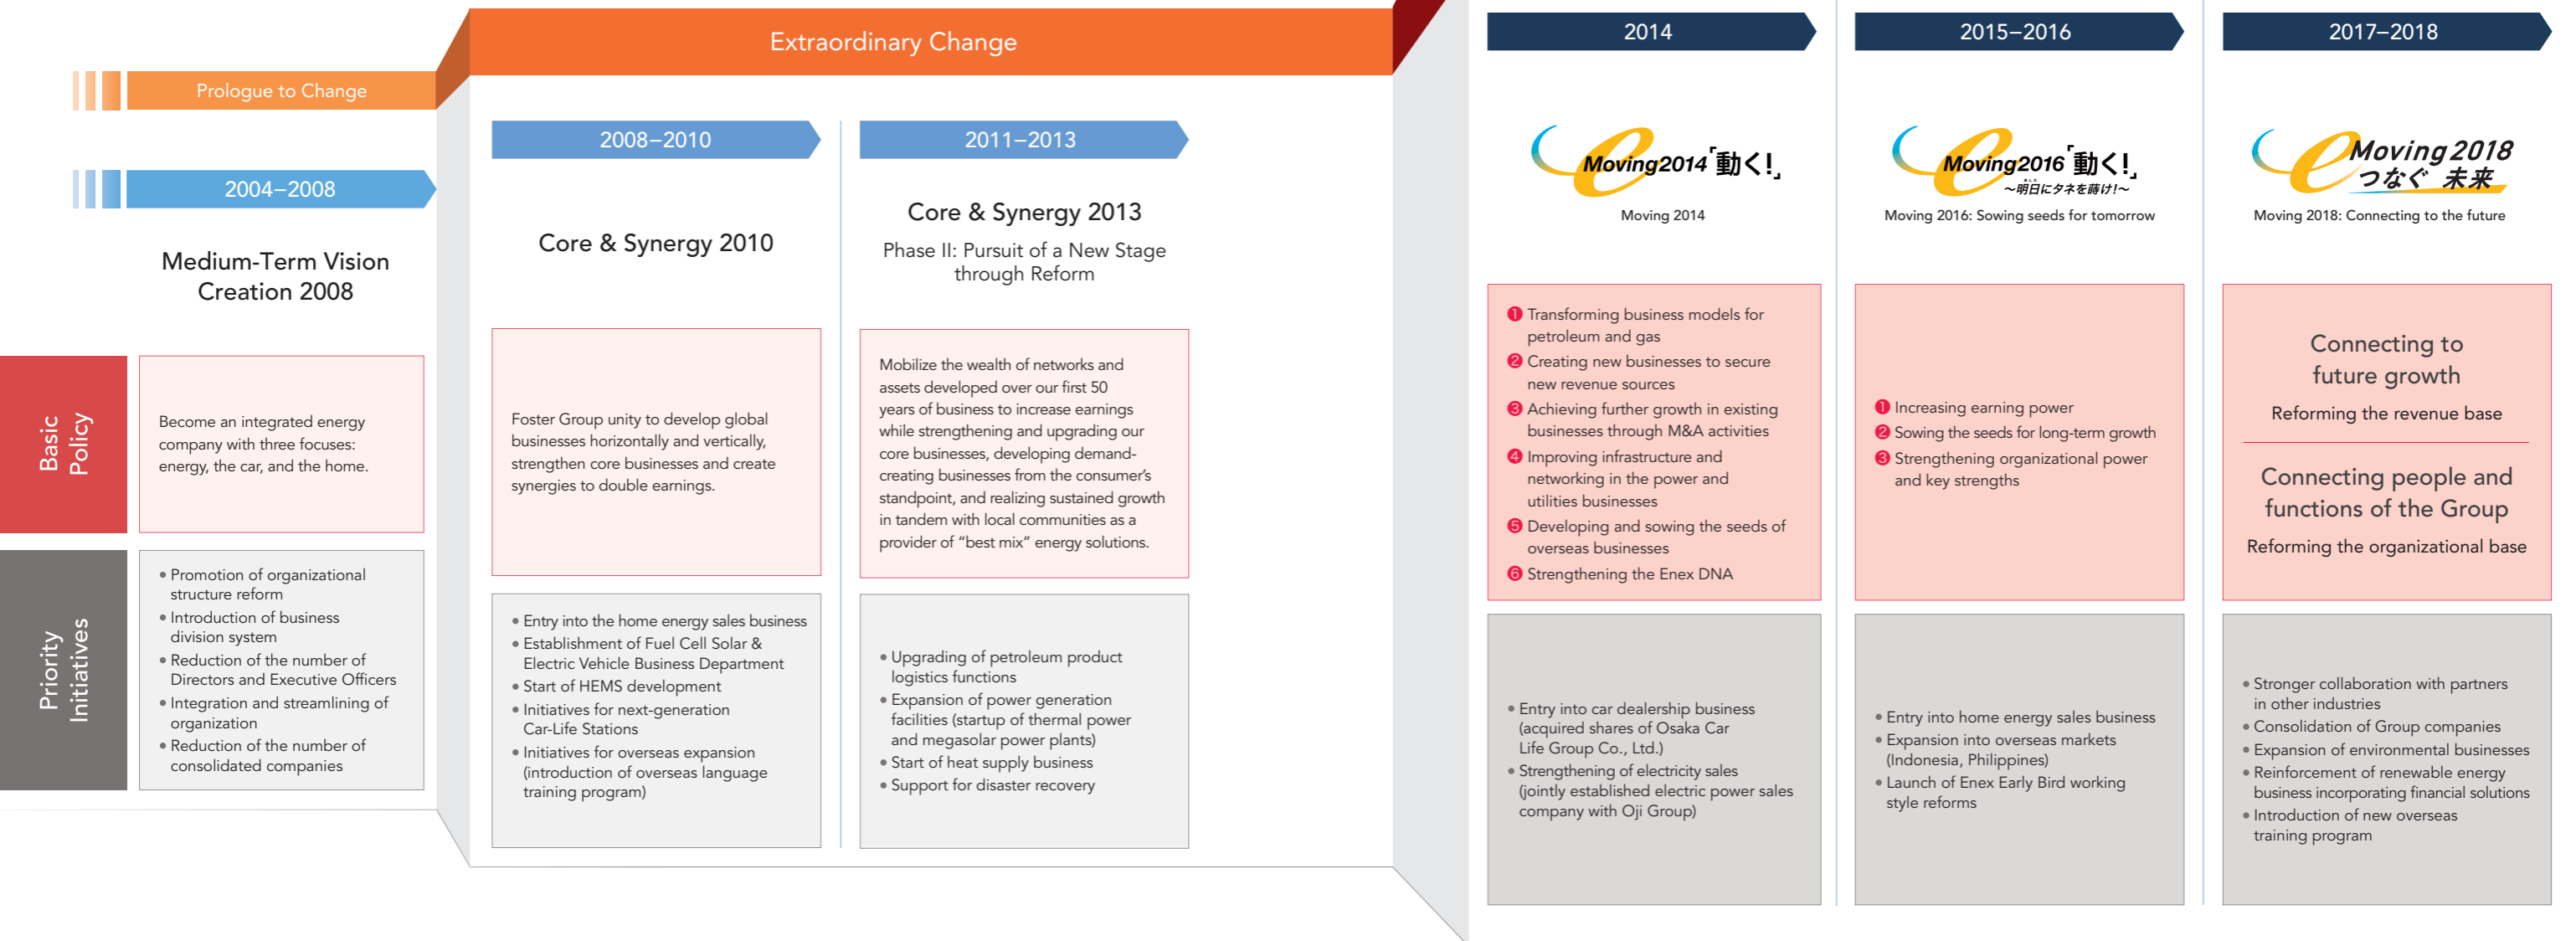 Prologue to Change
2004–2008
Medium-Term Vision
Creation 2008
Basic
Policy
Become an integrated energy
company with three focuses:
energy, the car, and the home.
Priority
Initiatives
• Promotion of organizational
structure reform
• Introduction of business
division system
• Reduction of the number of
Directors and Executive Officers
• Integration and streamlining of
organization
• Reduction of the number of
consolidated companies
Extraordinary Change
2008–2010
Core & Synergy 2010
Foster Group unity to develop global
businesses horizontally and vertically,
strengthen core businesses and create
synergies to double earnings.
• Entry into the home energy sales business
• Establishment of Fuel Cell Solar &
Electric Vehicle Business Department
• Start of HEMS development
• Initiatives for next-generation
Car-Life Stations
• Initiatives for overseas expansion
(introduction of overseas language
training program)
2011–2013
Core & Synergy 2013
Phase II: Pursuit of a New Stage
through Reform
Mobilize the wealth of networks and
assets developed over our first 50
years of business to increase earnings
while strengthening and upgrading our
core businesses, developing demand-
creating businesses from the consumer’s
standpoint, and realizing sustained growth
in tandem with local communities as a
provider of “best mix” energy solutions.
• Upgrading of petroleum product
logistics functions
• Expansion of power generation
facilities (startup of thermal power
and megasolar power plants)
• Start of heat supply business
• Support for disaster recovery
2014
e Moving2014「動く!」
Moving 2014
❶ Transforming business models for
petroleum and gas
❷ Creating new businesses to secure
new revenue sources
❸ Achieving further growth in existing
businesses through M&A activities
❹ Improving infrastructure and
networking in the power and
utilities businesses
❺ Developing and sowing the seeds of
overseas businesses
❻ Strengthening the Enex DNA
• Entry into car dealership business
(acquired shares of Osaka Car
Life Group Co., Ltd.)
• Strengthening of electricity sales
(jointly established electric power sales
company with Oji Group)
2015–2016
e Moving2016「動く!」
あした
～明日にタネを蒔け!～
Moving 2016: Sowing seeds for tomorrow
❶ Increasing earning power
❷ Sowing the seeds for long-term growth
❸ Strengthening organizational power
and key strengths
• Entry into home energy sales business
• Expansion into overseas markets
(Indonesia, Philippines)
• Launch of Enex Early Bird working
style reforms
2017–2018
e Moving 2018
つなぐ 未来
Moving 2018: Connecting to the future
Connecting to
future growth
Reforming the revenue base
Connecting people and
functions of the Group
Reforming the organizational base
• Stronger collaboration with partners
in other industries
• Consolidation of Group companies
• Expansion of environmental businesses
• Reinforcement of renewable energy
business incorporating financial solutions
• Introduction of new overseas
training program